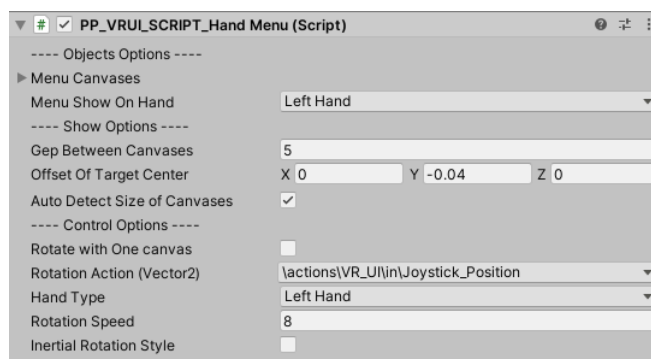 # PP_VRUI_SCRIPT_Hand Menu (Script)
---- Objects Options ----
Menu Canvases
Menu Show On Hand Left Hand
---- Show Options ----
Gep Between Canvases 5
Offset Of Target Center X 0 Y -0.04 Z 0
Auto Detect Size of Canvases
---- Control Options ----
Rotate with One canvas
Rotation Action (Vector2) \actions\VR_UI\in\Joystick_Position
Hand Type Left Hand
Rotation Speed 8
Inertial Rotation Style